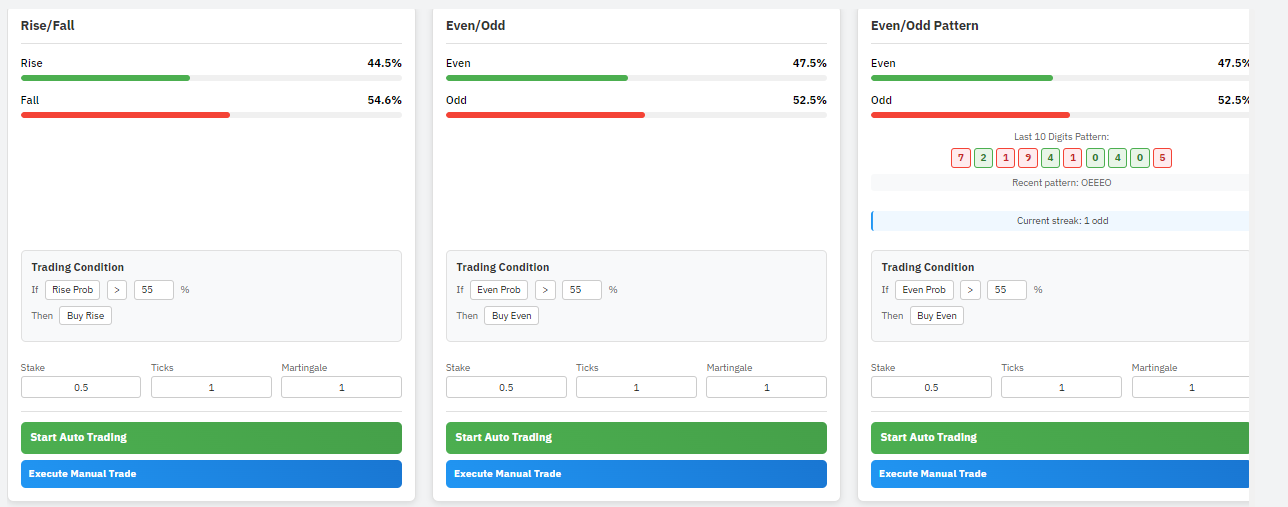 Rise/Fall
Rise 44.5%
Fall 54.6%
Trading Condition
If Rise Prob > 55 %
Then Buy Rise
Stake Ticks Martingale
0.5 1 1
Start Auto Trading
Execute Manual Trade
Even/Odd
Even 47.5%
Odd 52.5%
Trading Condition
If Even Prob > 55 %
Then Buy Even
Stake Ticks Martingale
0.5 1 1
Start Auto Trading
Execute Manual Trade
Even/Odd Pattern
Even 47.5%
Odd 52.5%
Last 10 Digits Pattern:
7 2 1 9 4 1 0 4 0 5
Recent pattern: OEEEO
Current streak: 1 odd
Trading Condition
If Even Prob > 55 %
Then Buy Even
Stake Ticks Martingale
0.5 1 1
Start Auto Trading
Execute Manual Trade